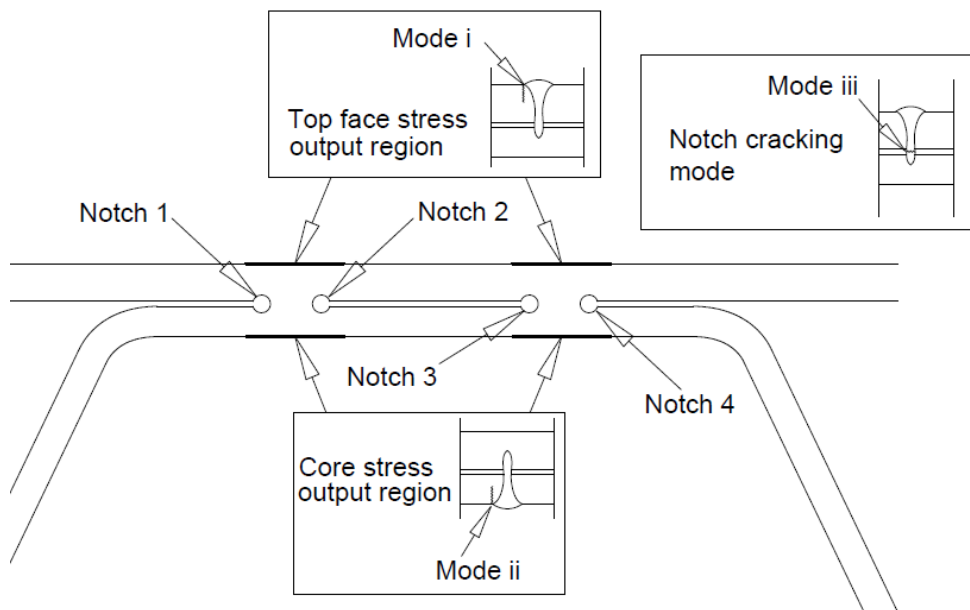 Mode i
Top face stress
output region
Mode iii
Notch cracking
mode
Notch 1
Notch 2
Notch 3
Notch 4
Core stress
output region
Mode ii